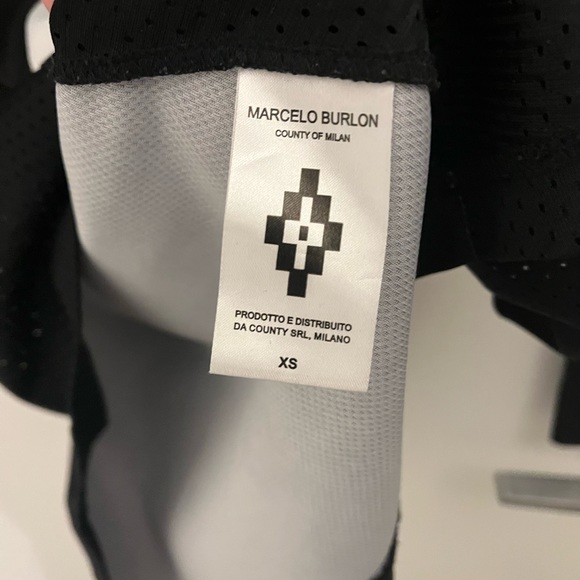 MARCELO BURLON
COUNTY OF MILAN
PRODOTTO E DISTRIBUITO
DA COUNTY SRL, MILANO
XS